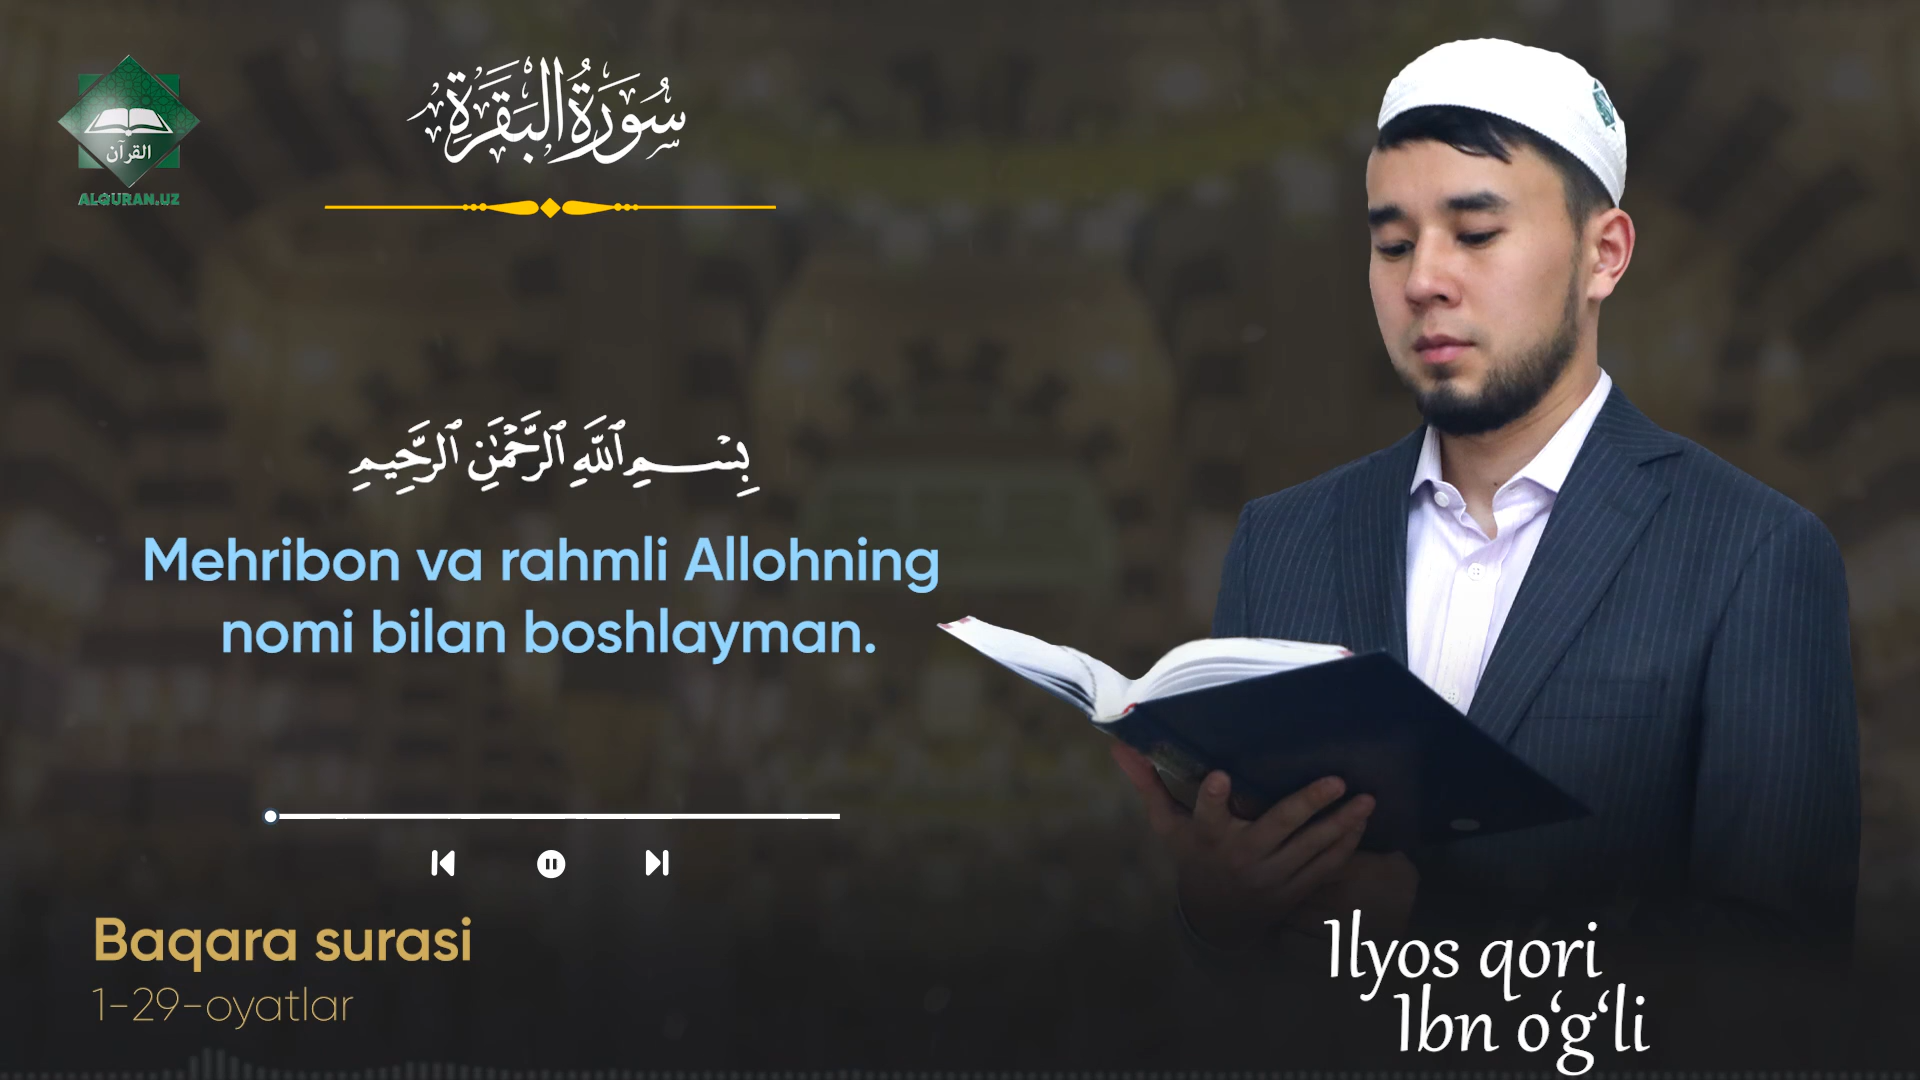 القرآن
ALQURAN.UZ
سُورَةُ الْبَقَرَةِ
بِسْمِ ٱللَّهِ ٱلرَّحْمَٰنِ ٱلرَّحِيمِ
Mehribon va rahmli Allohning
nomi bilan boshlayman.
Baqara surasi
1-29-oyatlar
Ilyos qori
Ibn o‘g‘li